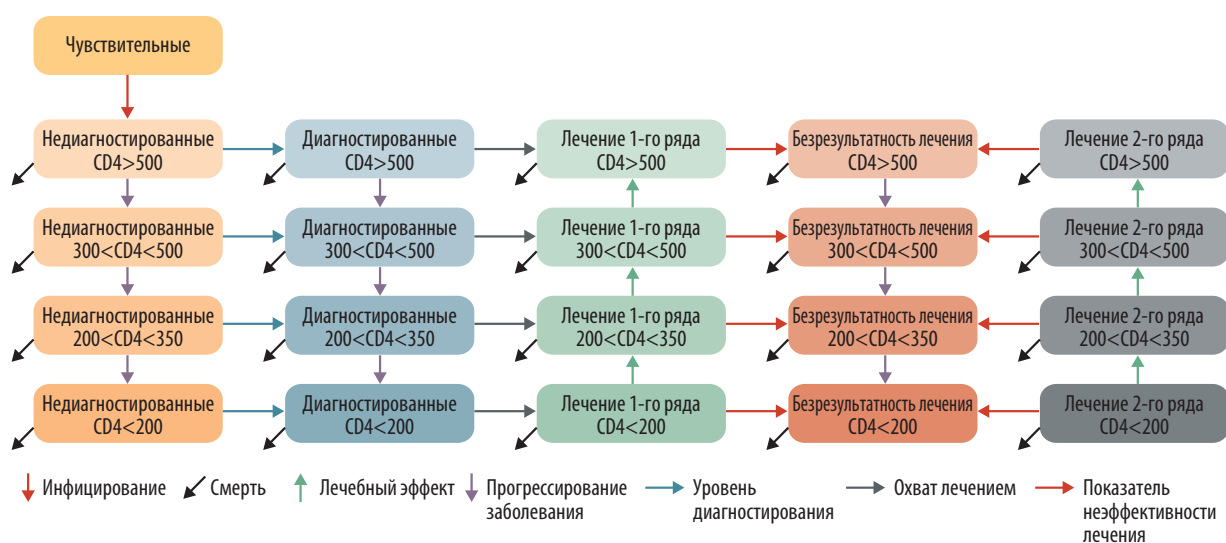 Чувствительные
Недиагностированные
CD4>500
Диагностированные
CD4>500
Лечение 1-го ряда
CD4>500
Безрезультатность лечения
CD4>500
Лечение 2-го ряда
CD4>500
Недиагностированные
300<CD4<500
Диагностированные
300<CD4<500
Лечение 1-го ряда
300<CD4<500
Безрезультатность лечения
300<CD4<500
Лечение 2-го ряда
300<CD4<500
Недиагностированные
200<CD4<350
Диагностированные
200<CD4<350
Лечение 1-го ряда
200<CD4<350
Безрезультатность лечения
200<CD4<350
Лечение 2-го ряда
200<CD4<350
Недиагностированные
CD4<200
Диагностированные
CD4<200
Лечение 1-го ряда
CD4<200
Безрезультатность лечения
CD4<200
Лечение 2-го ряда
CD4<200
Инфицирование
Смерть
Лечебный эффект
Прогрессирование
заболевания
Уровень
диагностирования
Охват лечением
Показатель
неэффективности
лечения